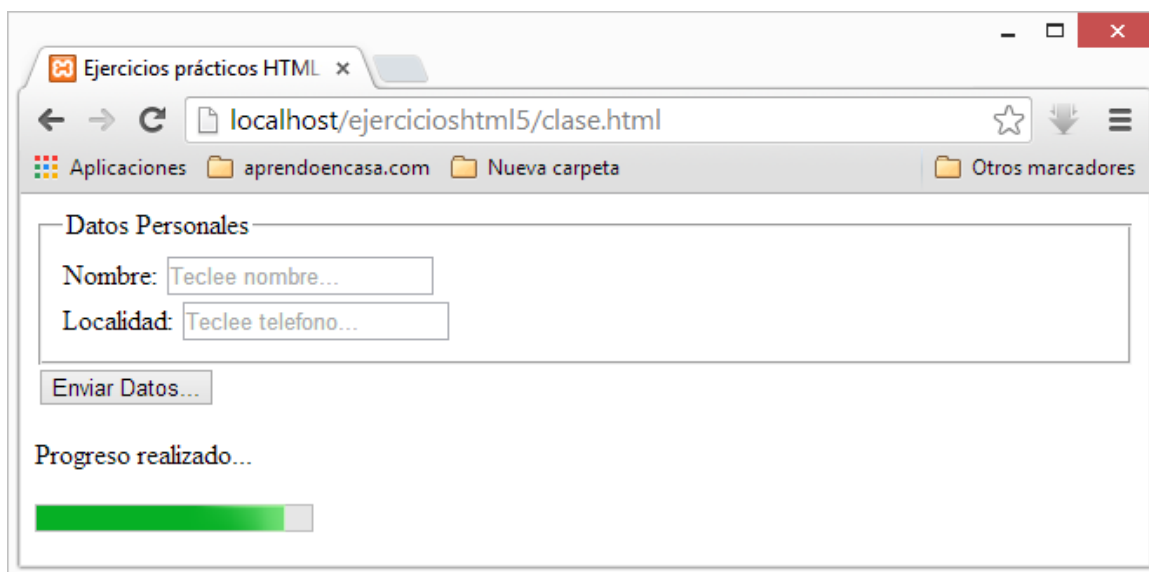 Ejercicios prácticos HTML
localhost/ejercicioshtml5/clase.html
Aplicaciones aprendoencasa.com Nueva carpeta Otros marcadores
Datos Personales
Nombre: Teclee nombre...
Localidad: Teclee telefono...
Enviar Datos...
Progreso realizado...